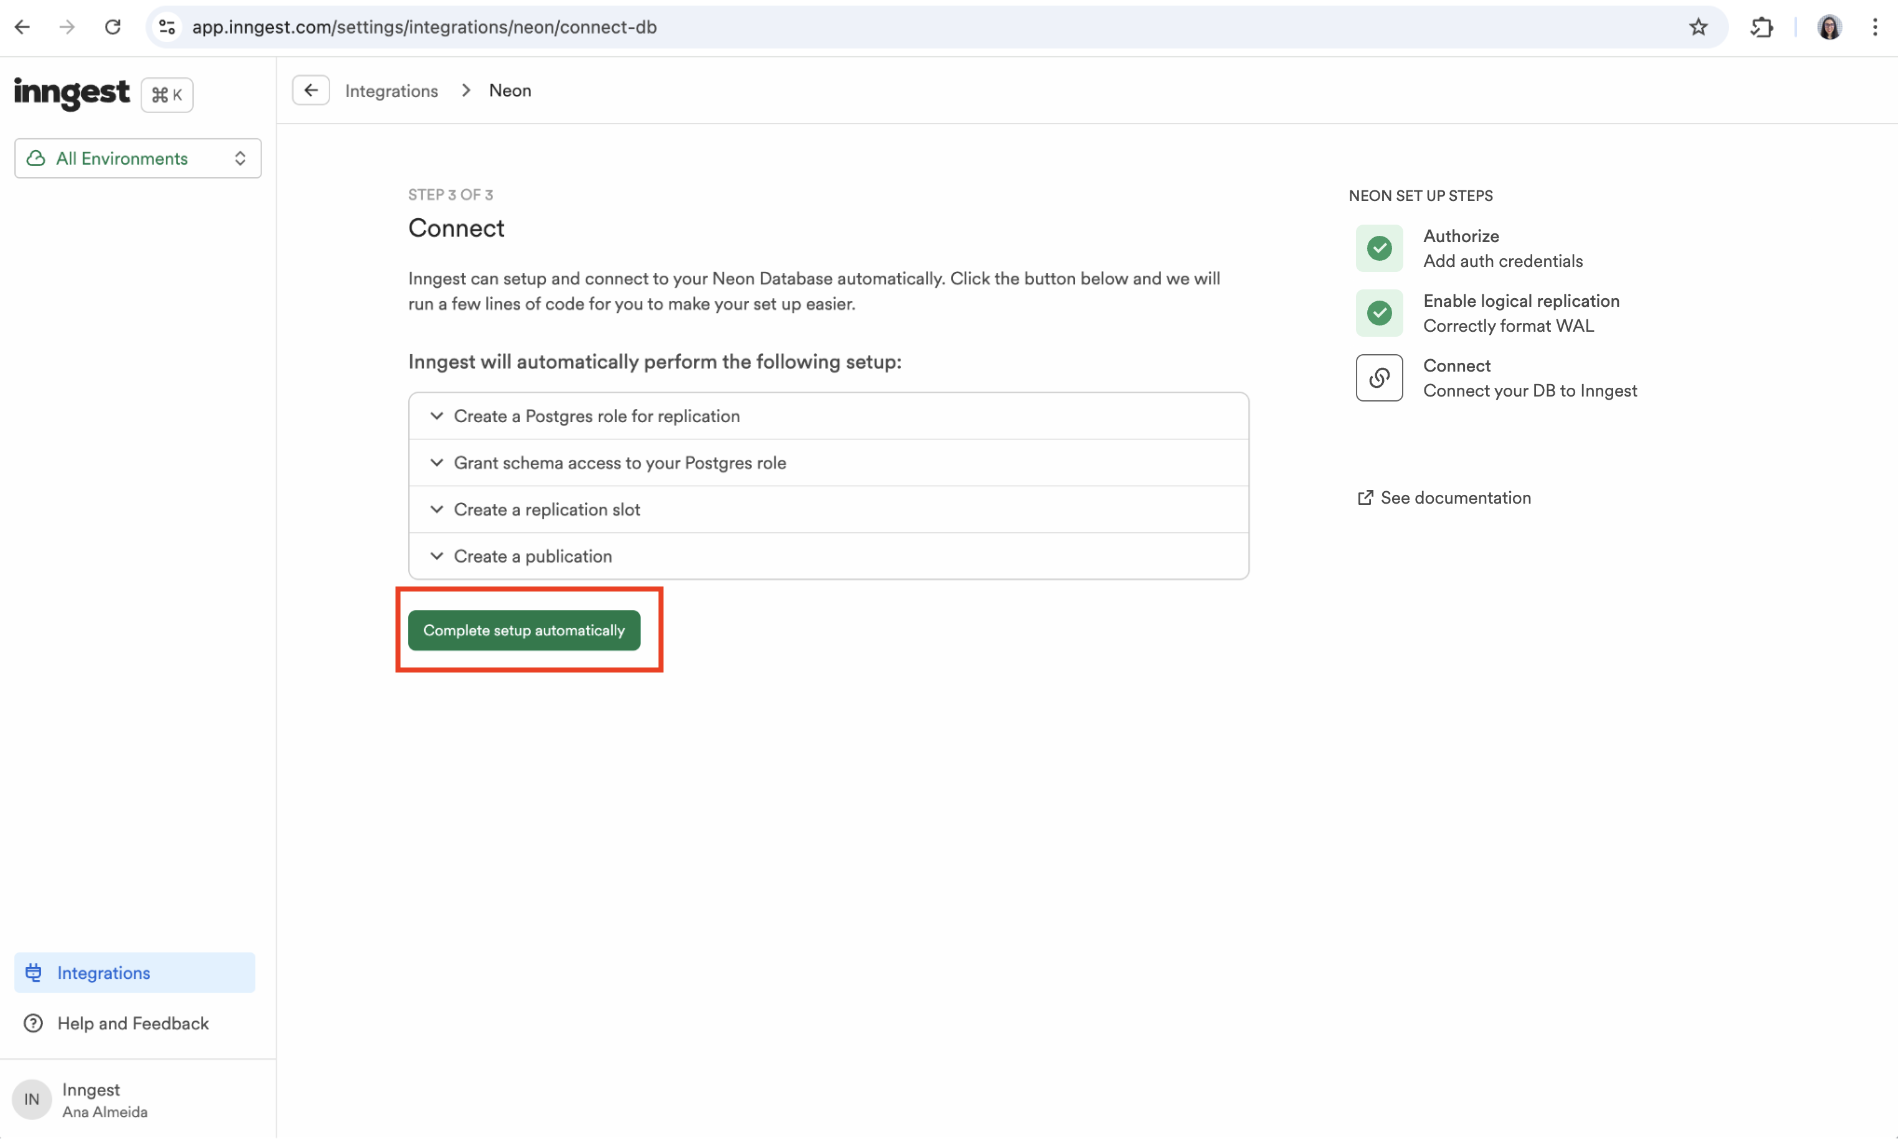 app.inngest.com/settings/integrations/neon/connect-db
inngest
⌘ K
Integrations > Neon
All Environments
STEP 3 OF 3
Connect
Inngest can setup and connect to your Neon Database automatically. Click the button below and we will
run a few lines of code for you to make your set up easier.
Inngest will automatically perform the following setup:
Create a Postgres role for replication
Grant schema access to your Postgres role
Create a replication slot
Create a publication
Complete setup automatically
NEON SET UP STEPS
Authorize
Add auth credentials
Enable logical replication
Correctly format WAL
Connect
Connect your DB to Inngest
See documentation
Integrations
Help and Feedback
IN
Inngest
Ana Almeida